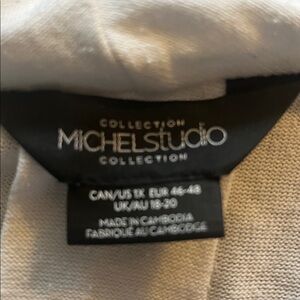 COLLECTION
MICHELSTUDIO
COLLECTION
CAN/US 1X EUR 46-48
UK/AU 18-20
MADE IN CAMBODIA
FABRIQUÉ AU CAMBODGE